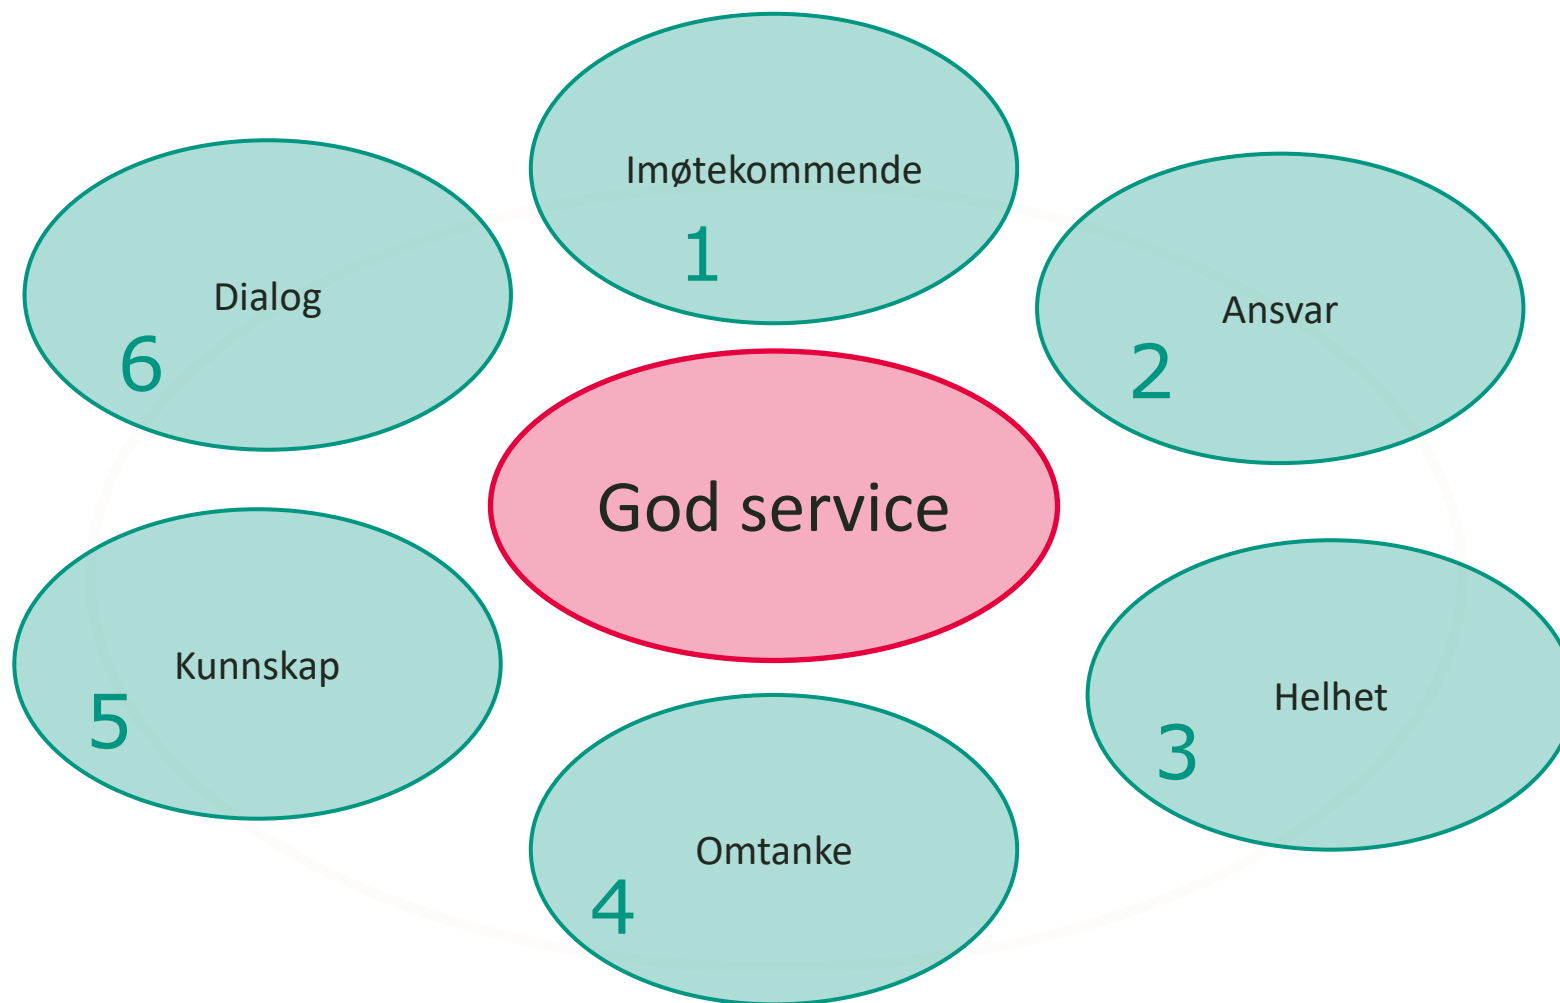 Imøtekommende
1
Ansvar
2
Helhet
3
Omtanke
4
Kunnskap
5
Dialog
6
God service